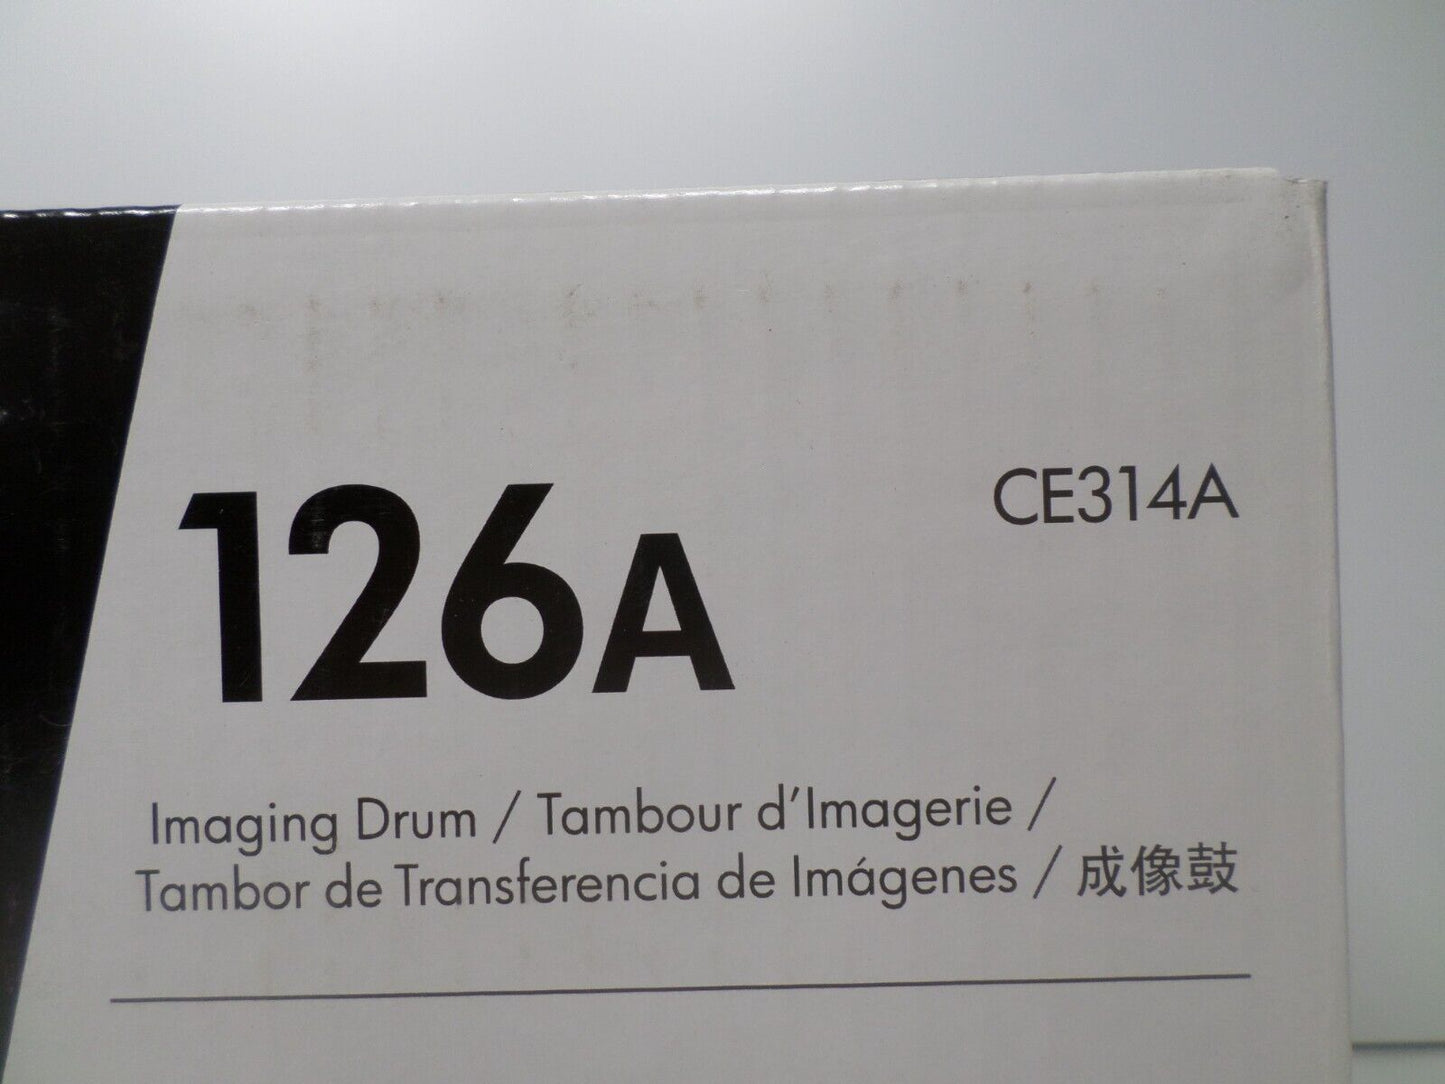 126A
CE314A
Imaging Drum / Tambour d'Imagerie /
Tambor de Transferencia de Imágenes / 成像鼓